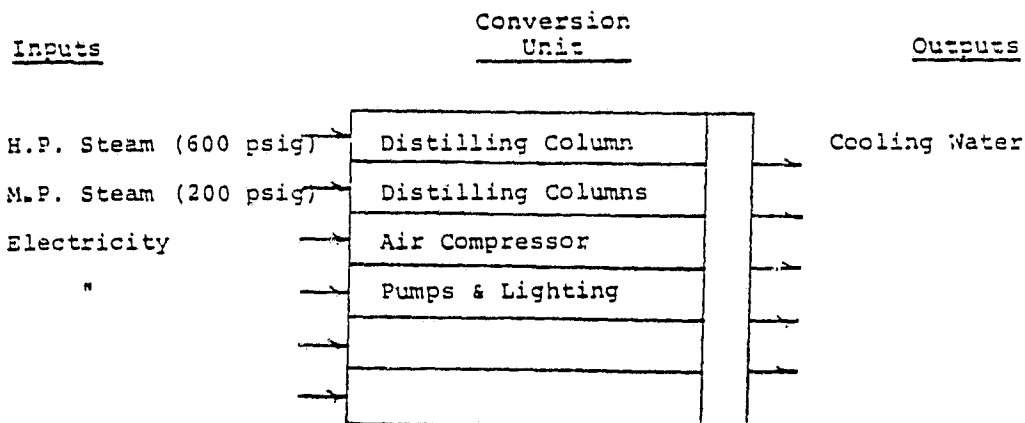 Conversion
Inputs Unit Outputs
H.P. Steam (600 psig) Distilling Column Cooling Water
M.P. Steam (200 psig) Distilling Columns
Electricity Air Compressor
" Pumps & Lighting